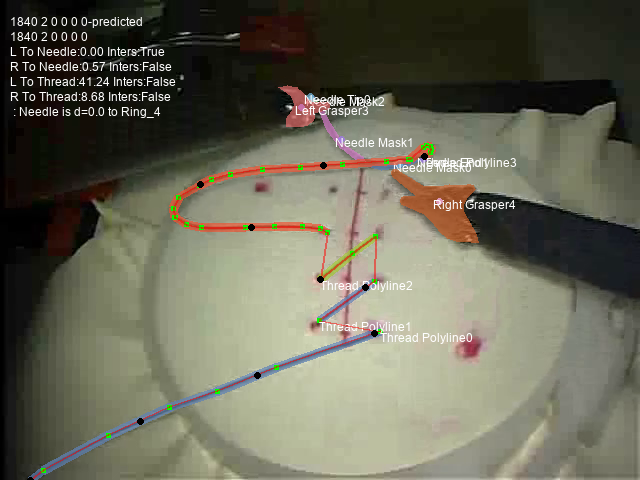 1840 2 0 0 0 0-predicted
1840 2 0 0 0 0
L To Needle:0.00 Inters:True
R To Needle:0.57 Inters:False
L To Thread:41.24 Inters:False
R To Thread:8.68 Inters:False
: Needle is d=0.0 to Ring_4
Needle Mask2
Left Grasper3
Needle Mask1
Needle Mask0
Right Grasper4
Thread Polyline2
Thread Polyline1
Thread Polyline0